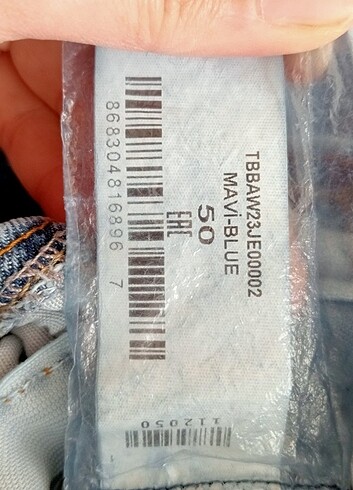 TBBAW23JE00002
MAVİ-BLUE
50
EAC
8683048168967
112050